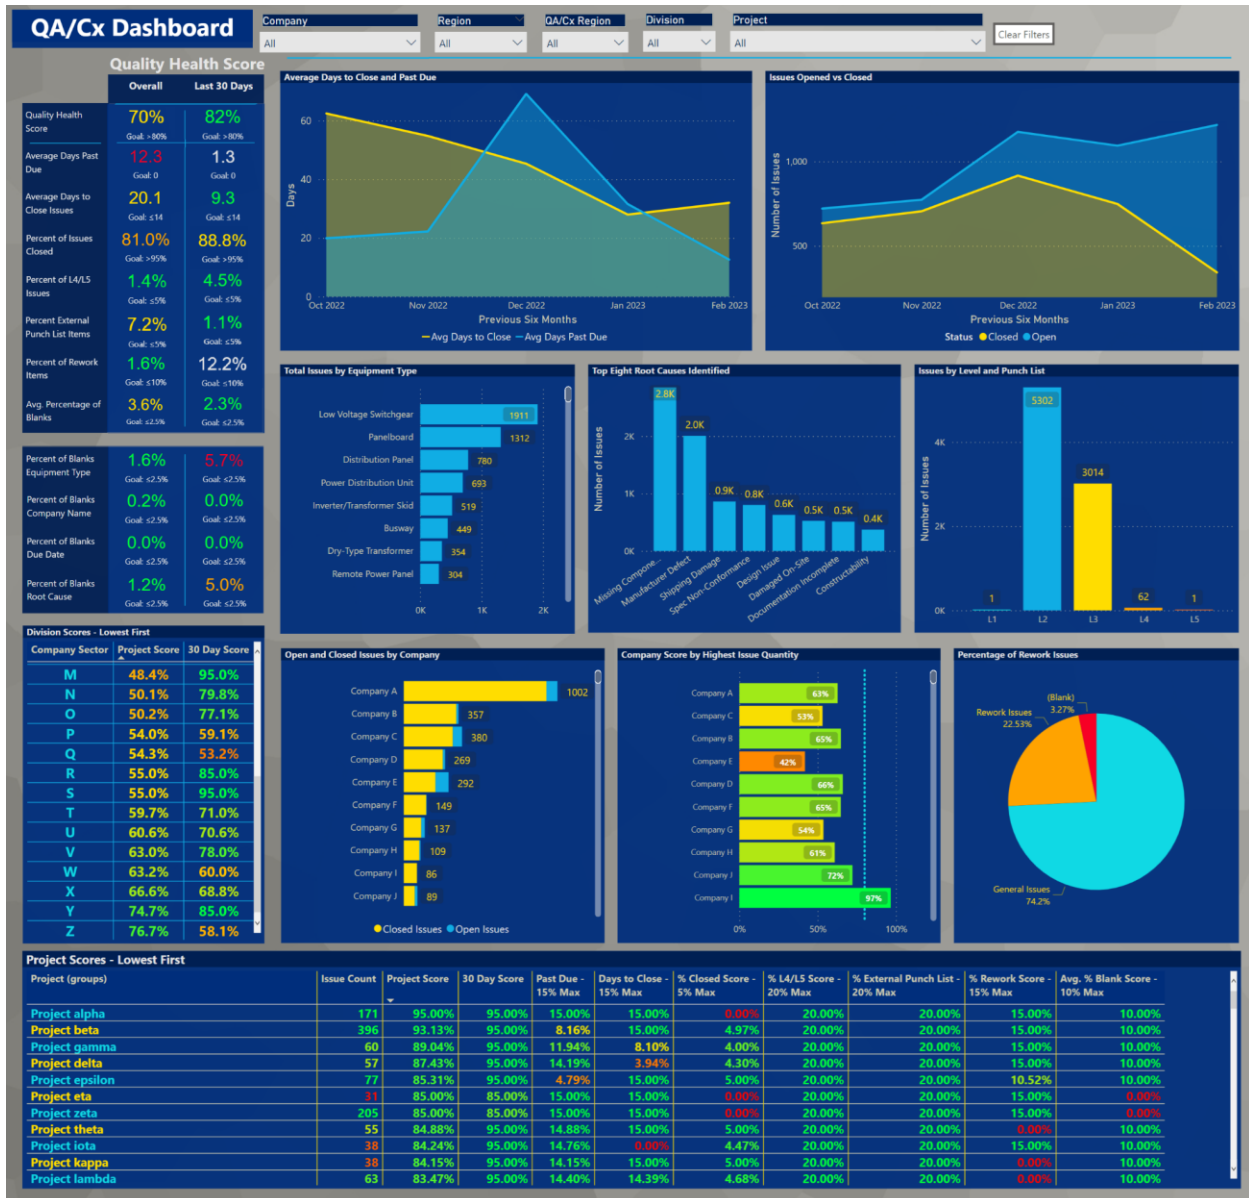 QA/Cx Dashboard
Company
Region
QA/Cx Region
Division
Project
All
All
All
All
All
Clear Filters
Quality Health Score
Overall
Last 30 Days
Quality Health Score
70%
82%
Goal: >80%
Goal: >80%
Average Days Past Due
12.3
1.3
Goal: 0
Goal: 0
Average Days to Close Issues
20.1
9.3
Goal: ≤14
Goal: ≤14
Percent of Issues Closed
81.0%
88.8%
Goal: >95%
Goal: >95%
Percent of L4/L5 Issues
1.4%
4.5%
Goal: ≤5%
Goal: ≤5%
Percent External Punch List Items
7.2%
1.1%
Goal: ≤5%
Goal: ≤5%
Percent of Rework Items
1.6%
12.2%
Goal: ≤10%
Goal: ≤10%
Avg. Percentage of Blanks
3.6%
2.3%
Goal: ≤2.5%
Goal: ≤2.5%
Percent of Blanks Equipment Type
1.6%
5.7%
Goal: ≤2.5%
Goal: ≤2.5%
Percent of Blanks Company Name
0.2%
0.0%
Goal: ≤2.5%
Goal: ≤2.5%
Percent of Blanks Due Date
0.0%
0.0%
Goal: ≤2.5%
Goal: ≤2.5%
Percent of Blanks Root Cause
1.2%
5.0%
Goal: ≤2.5%
Goal: ≤2.5%
Average Days to Close and Past Due
Days
60
40
20
0
Oct 2022
Nov 2022
Dec 2022
Jan 2023
Feb 2023
Previous Six Months
Avg Days to Close
Avg Days Past Due
Issues Opened vs Closed
Number of Issues
1,000
500
Oct 2022
Nov 2022
Dec 2022
Jan 2023
Feb 2023
Previous Six Months
Status
Closed
Open
Total Issues by Equipment Type
Low Voltage Switchgear 1911
Panelboard 1312
Distribution Panel 780
Power Distribution Unit 693
Inverter/Transformer Skid 519
Busway 449
Dry-Type Transformer 354
Remote Power Panel 304
0K 1K 2K
Top Eight Root Causes Identified
Number of Issues
2K
1K
0K
2.8K
2.0K
0.9K
0.8K
0.6K
0.5K
0.5K
0.4K
Missing Compone...
Manufacturer Defect
Shipping Damage
Spec Non-Conformance
Design Issue
Damaged On-Site
Documentation Incomplete
Constructability
Issues by Level and Punch List
Number of Issues
4K
2K
0K
1
5302
3014
62
1
L1 L2 L3 L4 L5
Division Scores - Lowest First
Company Sector Project Score 30 Day Score
M 48.4% 95.0%
N 50.1% 79.8%
O 50.2% 77.1%
P 54.0% 59.1%
Q 54.3% 53.2%
R 55.0% 85.0%
S 55.0% 95.0%
T 59.7% 71.0%
U 60.6% 70.6%
V 63.0% 78.0%
W 63.2% 60.0%
X 66.6% 68.8%
Y 74.7% 85.0%
Z 76.7% 58.1%
Open and Closed Issues by Company
Company A 1002
Company B 357
Company C 380
Company D 269
Company E 292
Company F 149
Company G 137
Company H 109
Company I 86
Company J 89
Closed Issues
Open Issues
Company Score by Highest Issue Quantity
Company A 63%
Company C 53%
Company B 65%
Company E 42%
Company D 66%
Company F 65%
Company G 54%
Company H 61%
Company J 72%
Company I 97%
0% 50% 100%
Percentage of Rework Issues
(Blank)
3.27%
Rework Issues
22.53%
General Issues
74.2%
Project Scores - Lowest First
Project (groups) Issue Count Project Score 30 Day Score Past Due - 15% Max Days to Close - 15% Max % Closed Score - 5% Max % L4/L5 Score - 20% Max % External Punch List - 20% Max % Rework Score - 15% Max Avg. % Blank Score - 10% Max
Project alpha 171 95.00% 95.00% 15.00% 15.00% 0.00% 20.00% 20.00% 15.00% 10.00%
Project beta 396 93.13% 95.00% 8.16% 15.00% 4.97% 20.00% 20.00% 15.00% 10.00%
Project gamma 60 89.04% 95.00% 11.94% 8.10% 4.00% 20.00% 20.00% 15.00% 10.00%
Project delta 57 87.43% 95.00% 14.19% 3.94% 4.30% 20.00% 20.00% 15.00% 10.00%
Project epsilon 77 85.31% 95.00% 4.79% 15.00% 5.00% 20.00% 20.00% 10.52% 10.00%
Project eta 31 85.00% 85.00% 15.00% 15.00% 0.00% 20.00% 20.00% 15.00% 0.00%
Project zeta 205 85.00% 85.00% 15.00% 15.00% 0.00% 20.00% 20.00% 15.00% 0.00%
Project theta 55 84.88% 95.00% 14.88% 15.00% 5.00% 20.00% 20.00% 0.00% 10.00%
Project iota 38 84.24% 95.00% 14.76% 0.00% 4.47% 20.00% 20.00% 15.00% 10.00%
Project kappa 38 84.15% 95.00% 14.15% 15.00% 5.00% 20.00% 20.00% 0.00% 10.00%
Project lambda 63 83.47% 95.00% 14.40% 14.39% 4.68% 20.00% 20.00% 0.00% 10.00%